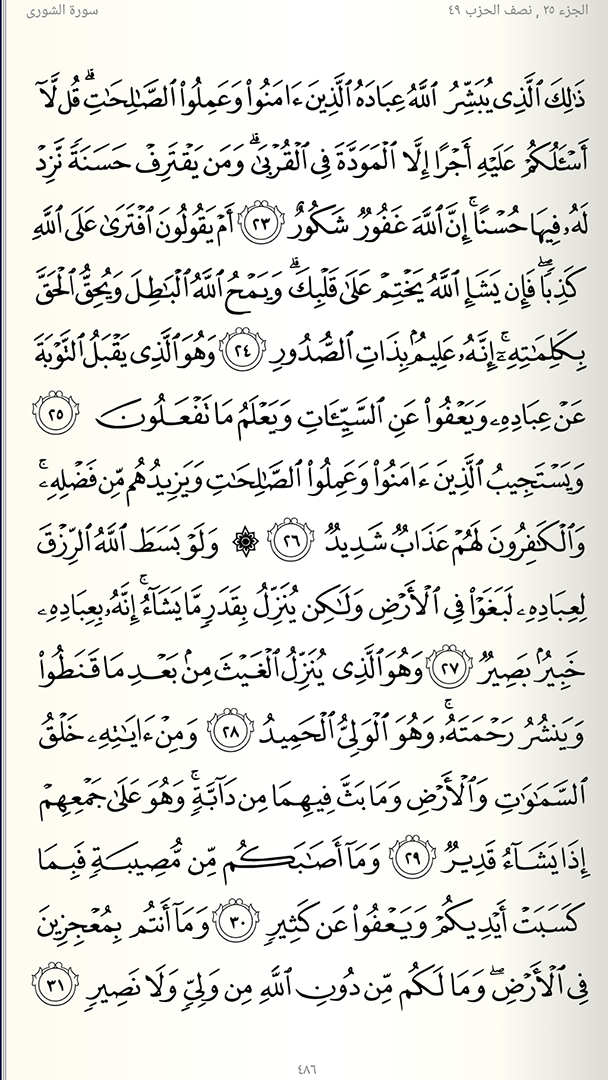 الجزء ٢٥ , نصف الحزب ٤٩
سورة الشورى
ذَٰلِكَ ٱلَّذِى يُبَشِّرُ ٱللَّهُ عِبَادَهُ ٱلَّذِينَ ءَامَنُوا۟ وَعَمِلُوا۟ ٱلصَّـٰلِحَـٰتِ ۗ قُل لَّآ
أَسْـَٔلُكُمْ عَلَيْهِ أَجْرًا إِلَّا ٱلْمَوَدَّةَ فِى ٱلْقُرْبَىٰ ۗ وَمَن يَقْتَرِفْ حَسَنَةً نَّزِدْ
لَهُۥ فِيهَا حُسْنًا ۚ إِنَّ ٱللَّهَ غَفُورٌ شَكُورٌ ٢٣ أَمْ يَقُولُونَ ٱفْتَرَىٰ عَلَى ٱللَّهِ
كَذِبًا ۖ فَإِن يَشَإِ ٱللَّهُ يَخْتِمْ عَلَىٰ قَلْبِكَ ۗ وَيَمْحُ ٱللَّهُ ٱلْبَـٰطِلَ وَيُحِقُّ ٱلْحَقَّ
بِكَلِمَـٰتِهِۦٓ ۚ إِنَّهُۥ عَلِيمٌۢ بِذَاتِ ٱلصُّدُورِ ٢٤ وَهُوَ ٱلَّذِى يَقْبَلُ ٱلتَّوْبَةَ
عَنْ عِبَادِهِۦ وَيَعْفُوا۟ عَنِ ٱلسَّيِّـَٔاتِ وَيَعْلَمُ مَا تَفْعَلُونَ ٢٥
وَيَسْتَجِيبُ ٱلَّذِينَ ءَامَنُوا۟ وَعَمِلُوا۟ ٱلصَّـٰلِحَـٰتِ وَيَزِيدُهُم مِّن فَضْلِهِۦ ۚ
وَٱلْكَـٰفِرُونَ لَهُمْ عَذَابٌ شَدِيدٌ ٢٦ ۞ وَلَوْ بَسَطَ ٱللَّهُ ٱلرِّزْقَ
لِعِبَادِهِۦ لَبَغَوْا۟ فِى ٱلْأَرْضِ وَلَـٰكِن يُنَزِّلُ بِقَدَرٍ مَّا يَشَآءُ ۚ إِنَّهُۥ بِعِبَادِهِۦ
خَبِيرٌۢ بَصِيرٌ ٢٧ وَهُوَ ٱلَّذِى يُنَزِّلُ ٱلْغَيْثَ مِنۢ بَعْدِ مَا قَنَطُوا۟
وَيَنشُرُ رَحْمَتَهُۥ ۚ وَهُوَ ٱلْوَلِىُّ ٱلْحَمِيدُ ٢٨ وَمِنْ ءَايَـٰتِهِۦ خَلْقُ
ٱلسَّمَـٰوَٰتِ وَٱلْأَرْضِ وَمَا بَثَّ فِيهِمَا مِن دَآبَّةٍ ۚ وَهُوَ عَلَىٰ جَمْعِهِمْ
إِذَا يَشَآءُ قَدِيرٌ ٢٩ وَمَآ أَصَـٰبَكُم مِّن مُّصِيبَةٍ فَبِمَا
كَسَبَتْ أَيْدِيكُمْ وَيَعْفُوا۟ عَن كَثِيرٍ ٣٠ وَمَآ أَنتُم بِمُعْجِزِينَ
فِى ٱلْأَرْضِ ۖ وَمَا لَكُم مِّن دُونِ ٱللَّهِ مِن وَلِىٍّ وَلَا نَصِيرٍ ٣١
٤٨٦